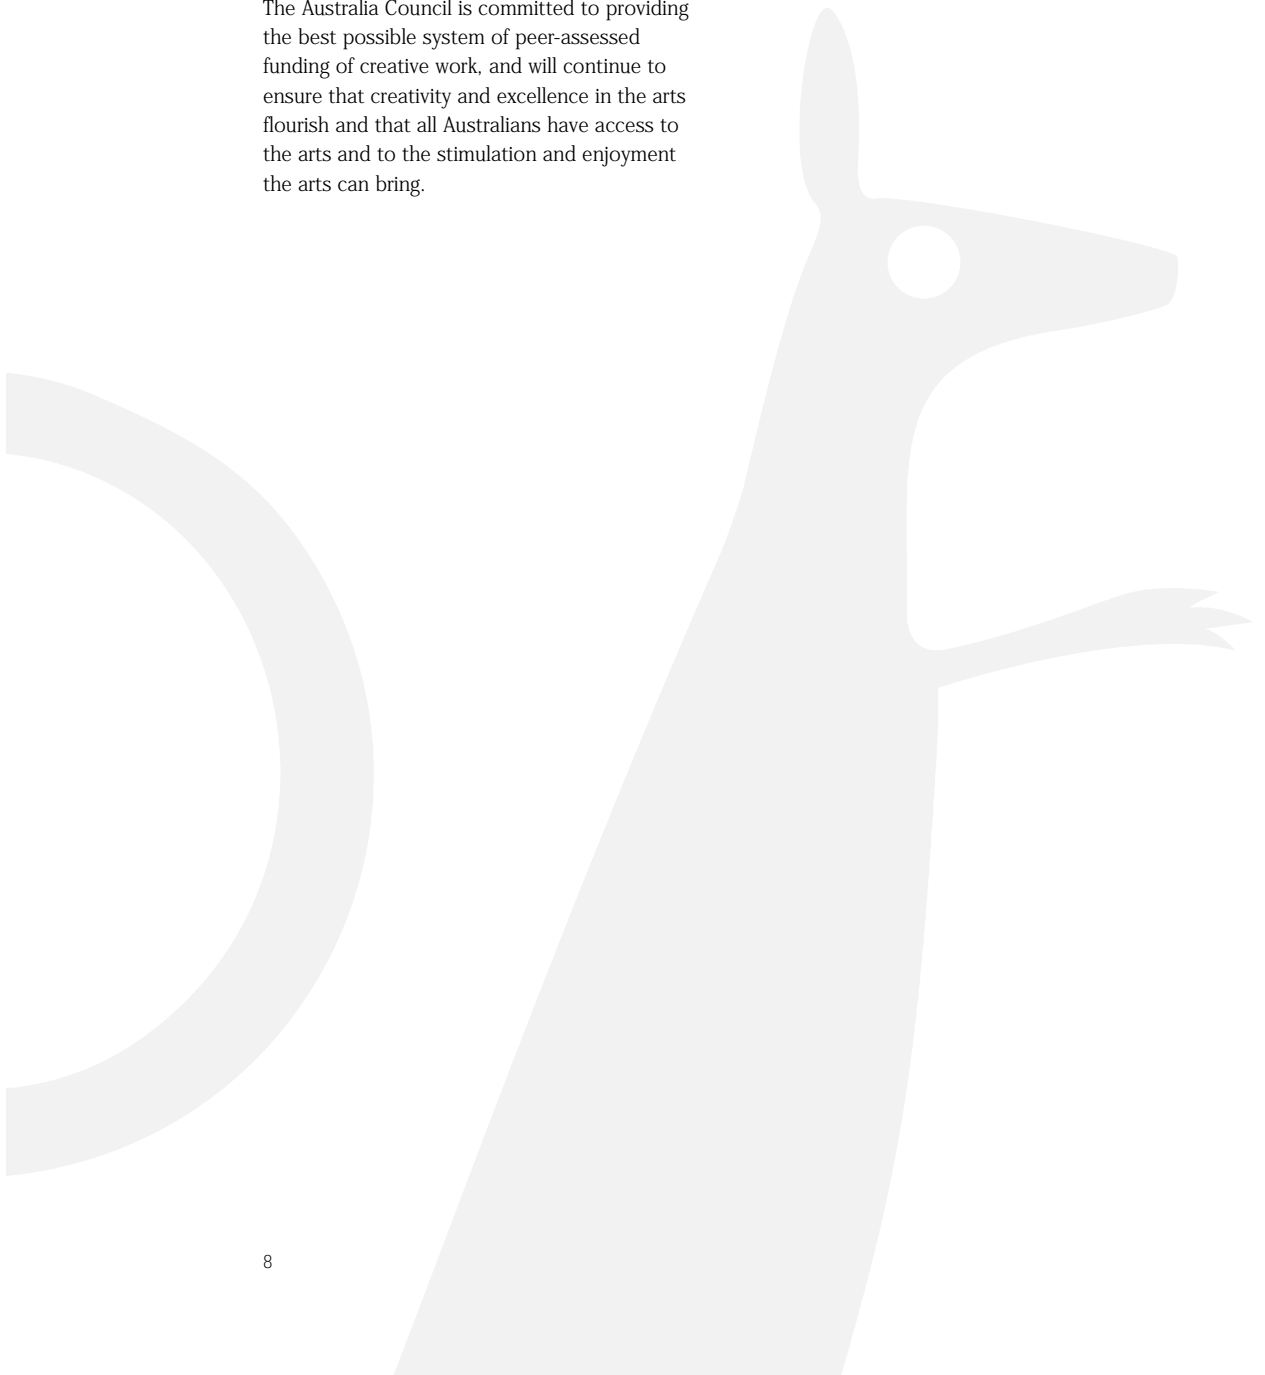 The Australia Council is committed to providing
the best possible system of peer-assessed
funding of creative work, and will continue to
ensure that creativity and excellence in the arts
flourish and that all Australians have access to
the arts and to the stimulation and enjoyment
the arts can bring.
8